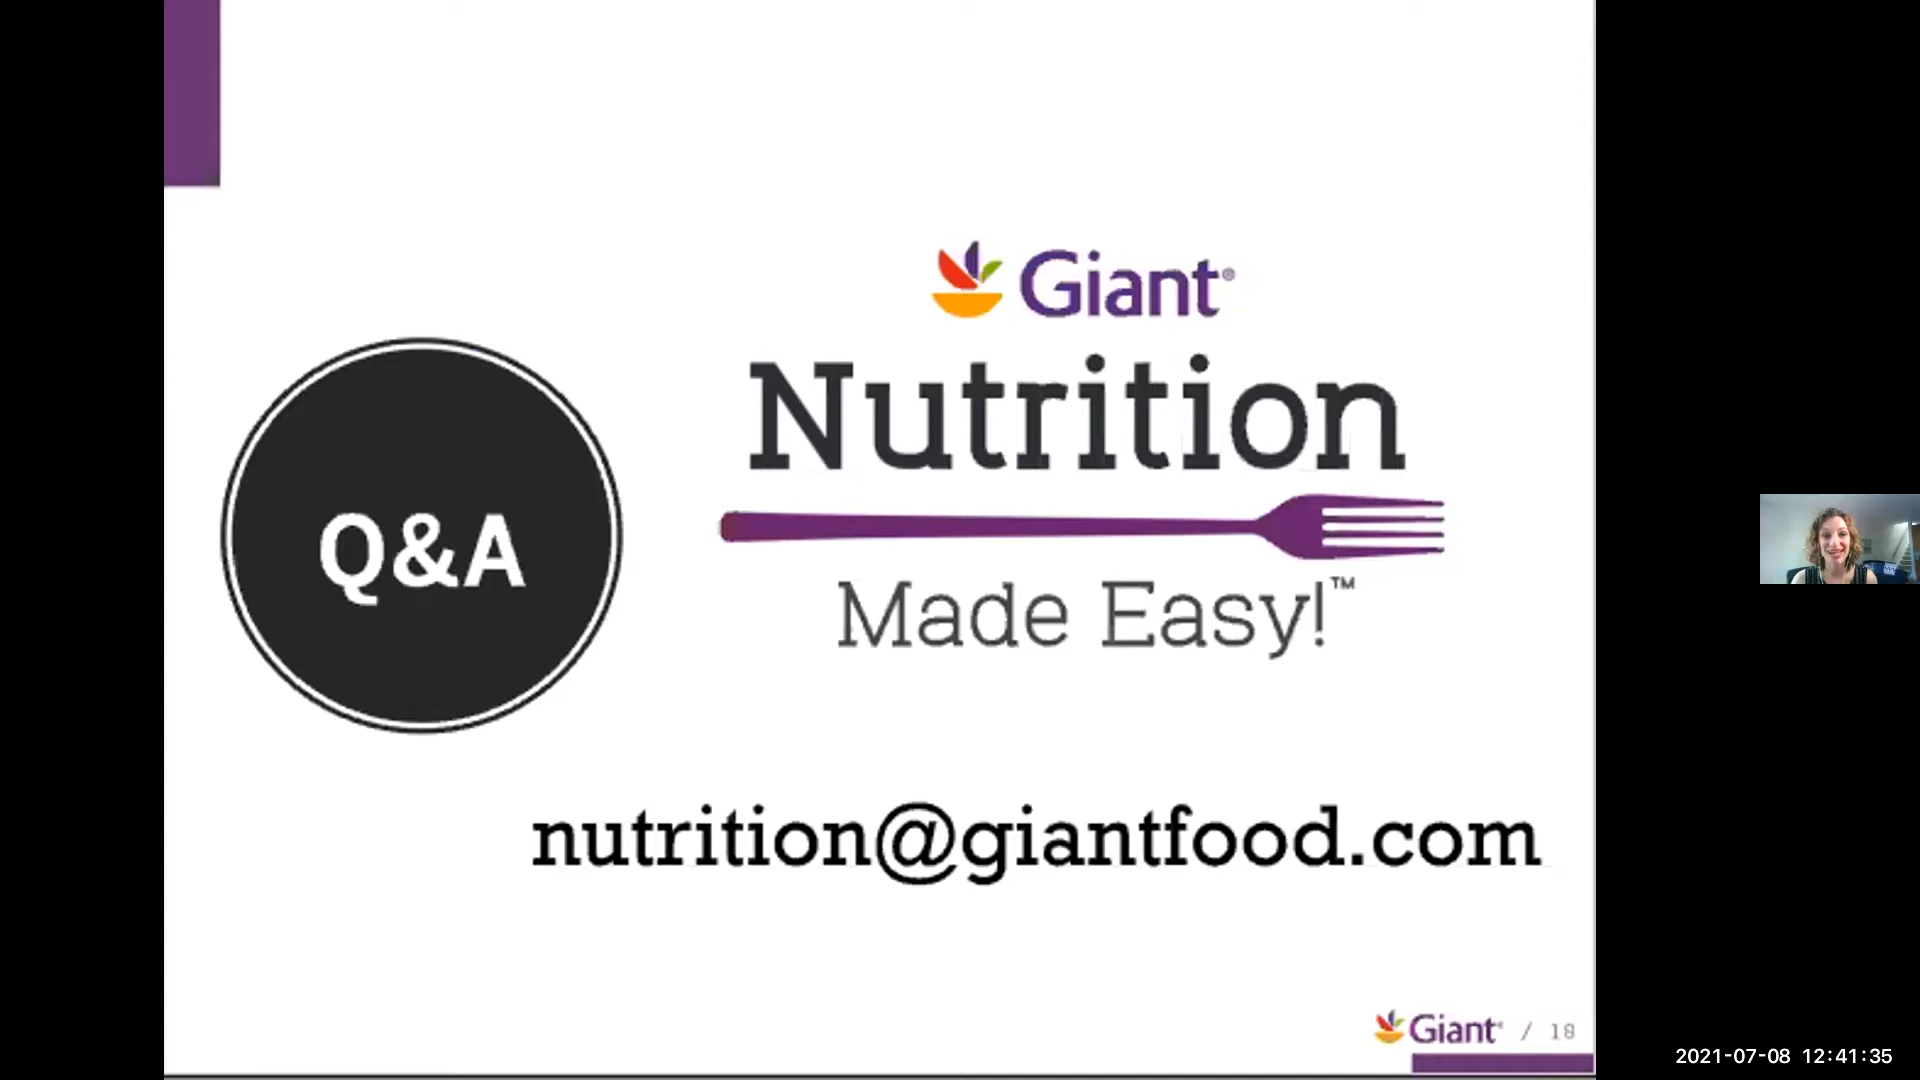 Giant®
Nutrition
Made Easy!™
Q&A
nutrition@giantfood.com
Giant® / 18
2021-07-08 12:41:35